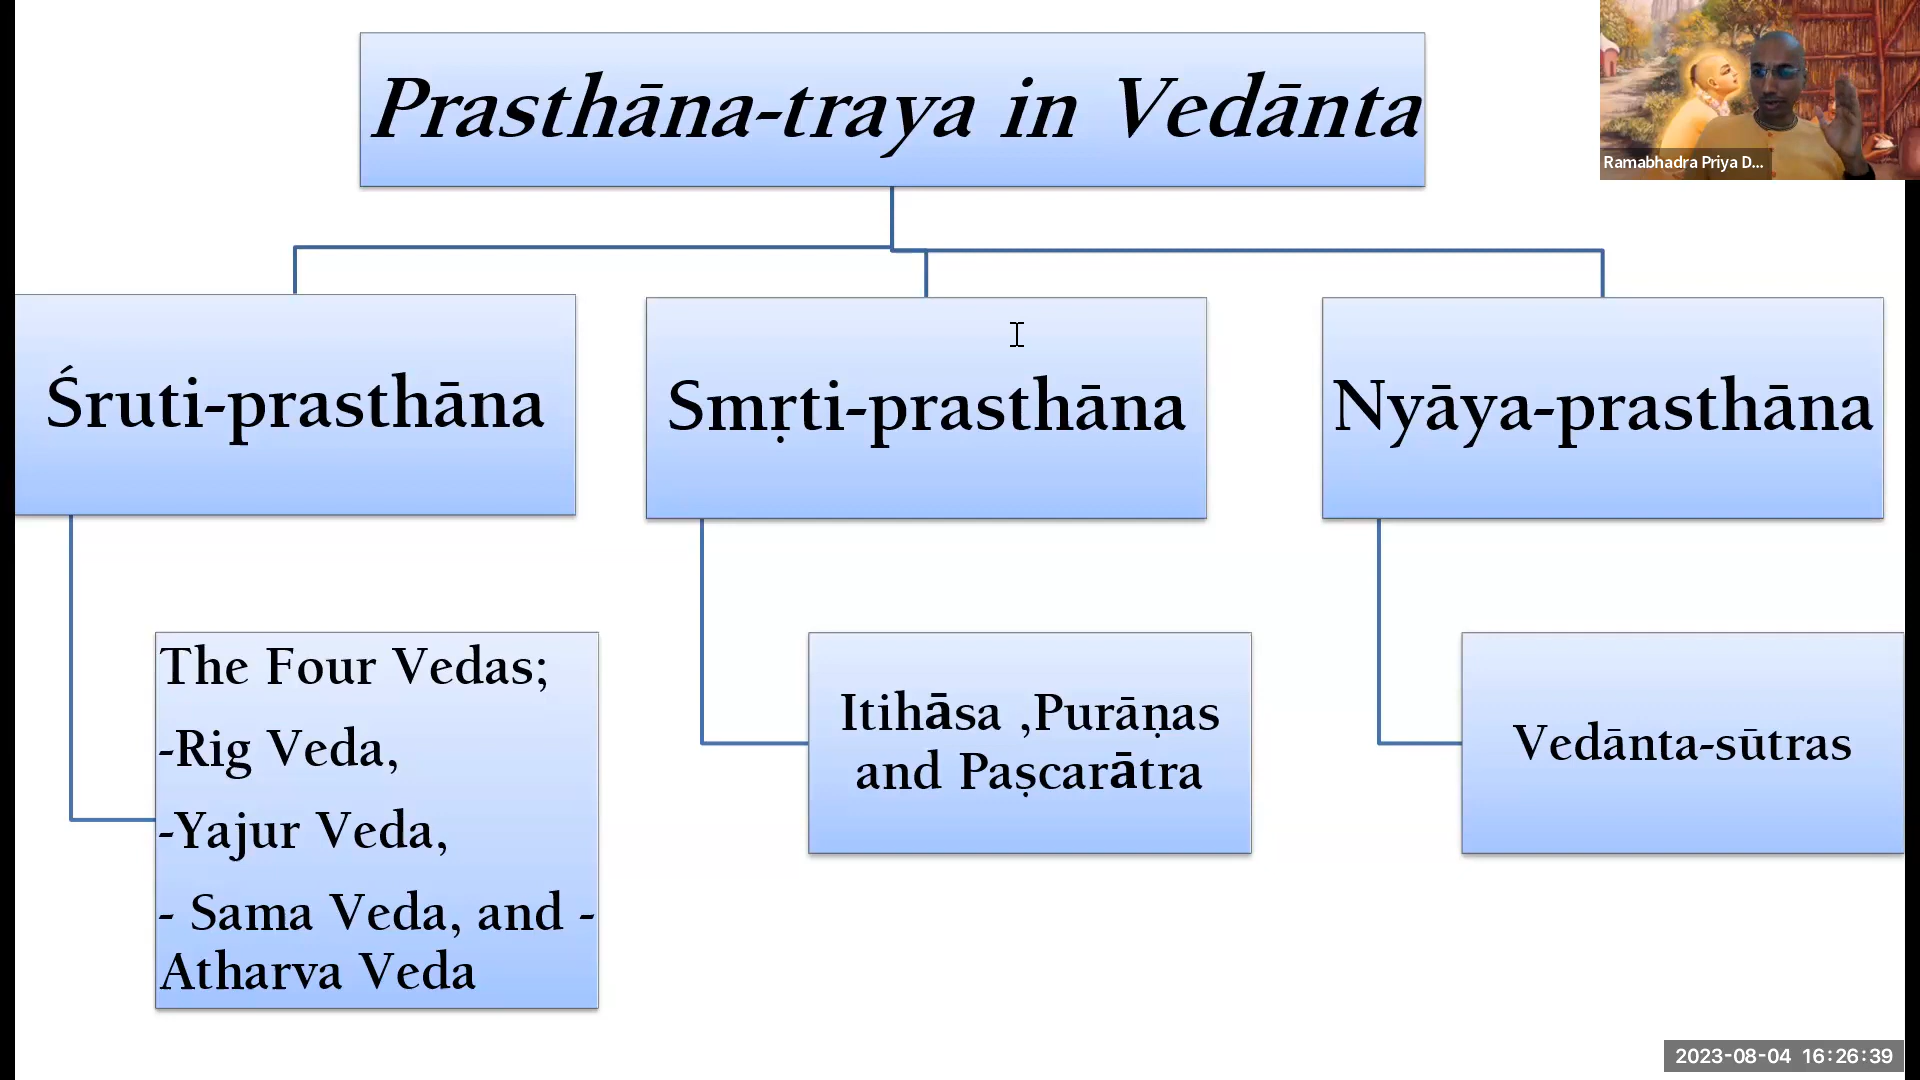 Prasthāna-traya in Vedānta
Ramabhadra Priya D...
Śruti-prasthāna
Smṛti-prasthāna
Nyāya-prasthāna
The Four Vedas;
-Rig Veda,
-Yajur Veda,
- Sama Veda, and -
Atharva Veda
Itihāsa ,Purāṇas
and Paṣcarātra
Vedānta-sūtras
2023-08-04 16:26:39